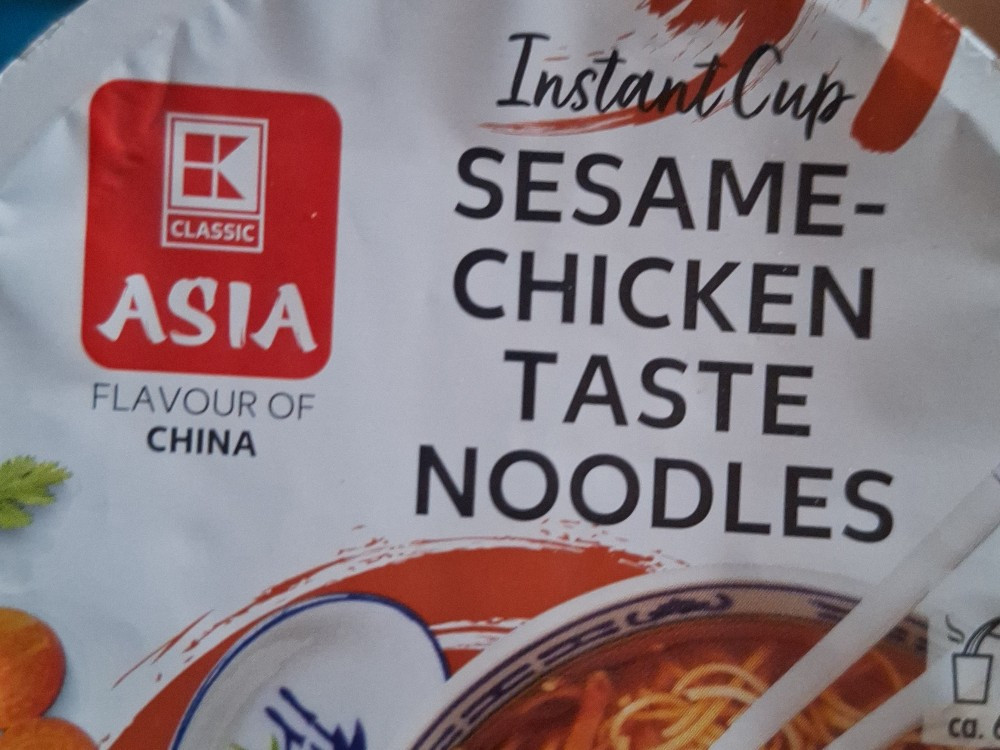 Instant Cup
SESAME-
CHICKEN
TASTE
NOODLES
K
CLASSIC
ASIA
FLAVOUR OF
CHINA
ca.